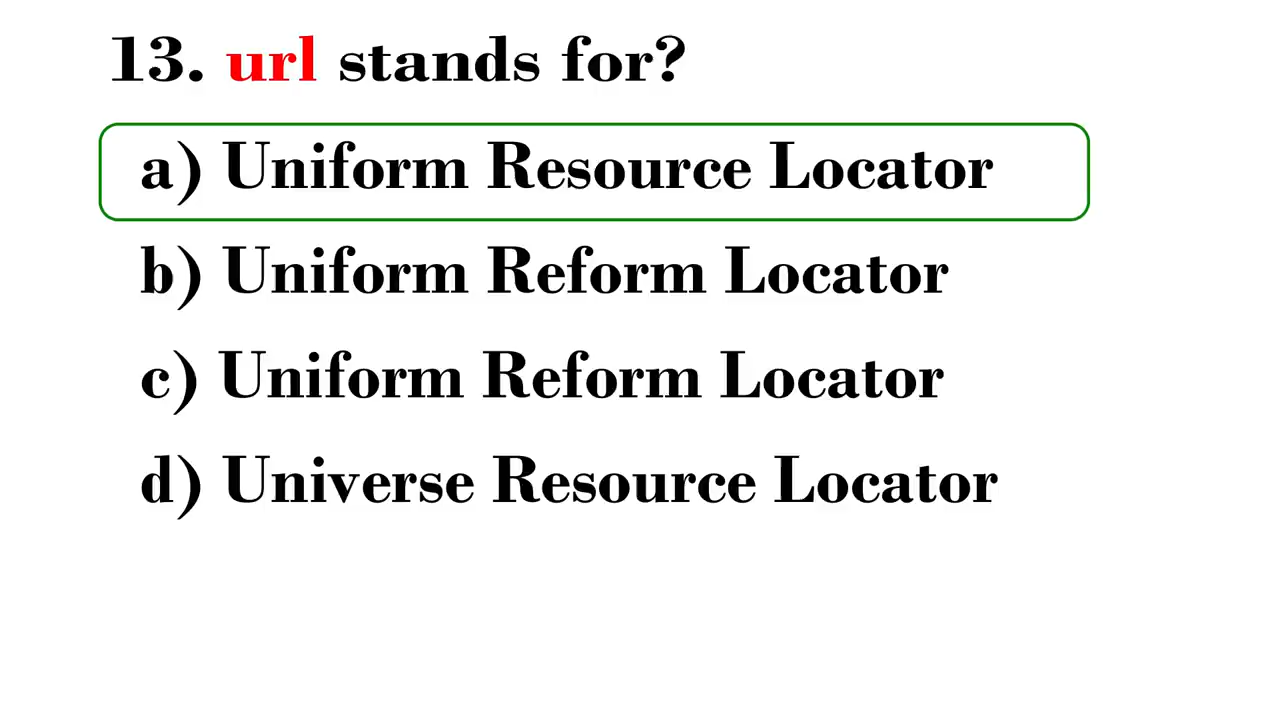 13. url stands for?
a) Uniform Resource Locator
b) Uniform Reform Locator
c) Uniform Reform Locator
d) Universe Resource Locator